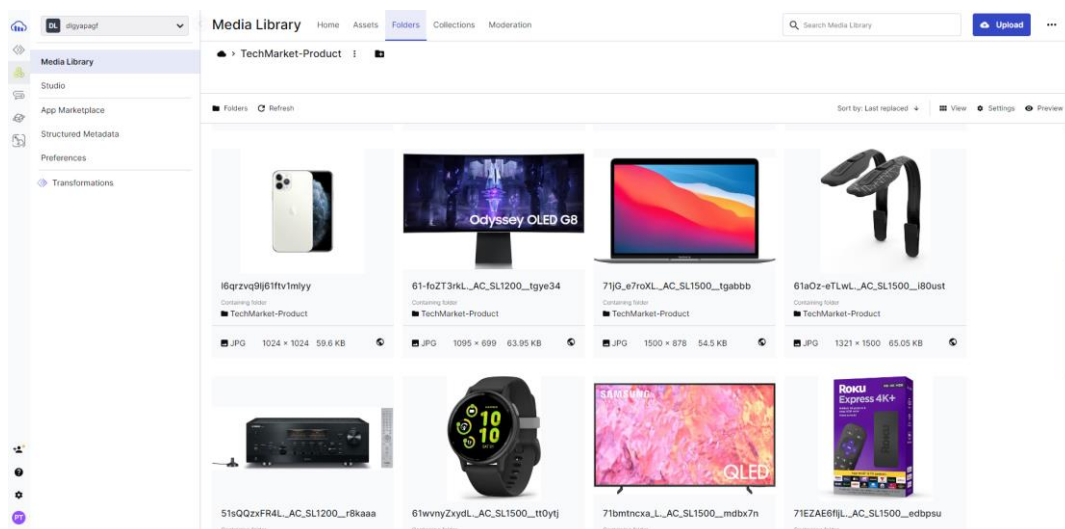 DL dlgyapagf
Media Library
Studio
App Marketplace
Structured Metadata
Preferences
Transformations
PT
Media Library Home Assets Folders Collections Moderation Search Media Library Upload
TechMarket-Product
Folders Refresh Sort by: Last replaced View Settings Preview
Odyssey OLED G8
l6qrzvq9lj61ftv1mlyy 61-foZT3rkL._AC_SL1200__tgye34 71jG_e7roXL._AC_SL1500__tgabbb 61aOz-eTLwL._AC_SL1500__i80ust
Containing folder Containing folder Containing folder Containing folder
TechMarket-Product TechMarket-Product TechMarket-Product TechMarket-Product
JPG 1024 × 1024 59.6 KB JPG 1095 × 699 63.95 KB JPG 1500 × 878 54.5 KB JPG 1321 × 1500 65.05 KB
10
10
SAMSUNG
QLED
Roku
Express 4K+
51sQQzxFR4L._AC_SL1200__r8kaaa 61wvnyZxydL._AC_SL1500__tt0ytj 71bmtncxa_L._AC_SL1500__mdbx7n 71EZAE6fljL._AC_SL1500__edbpsu